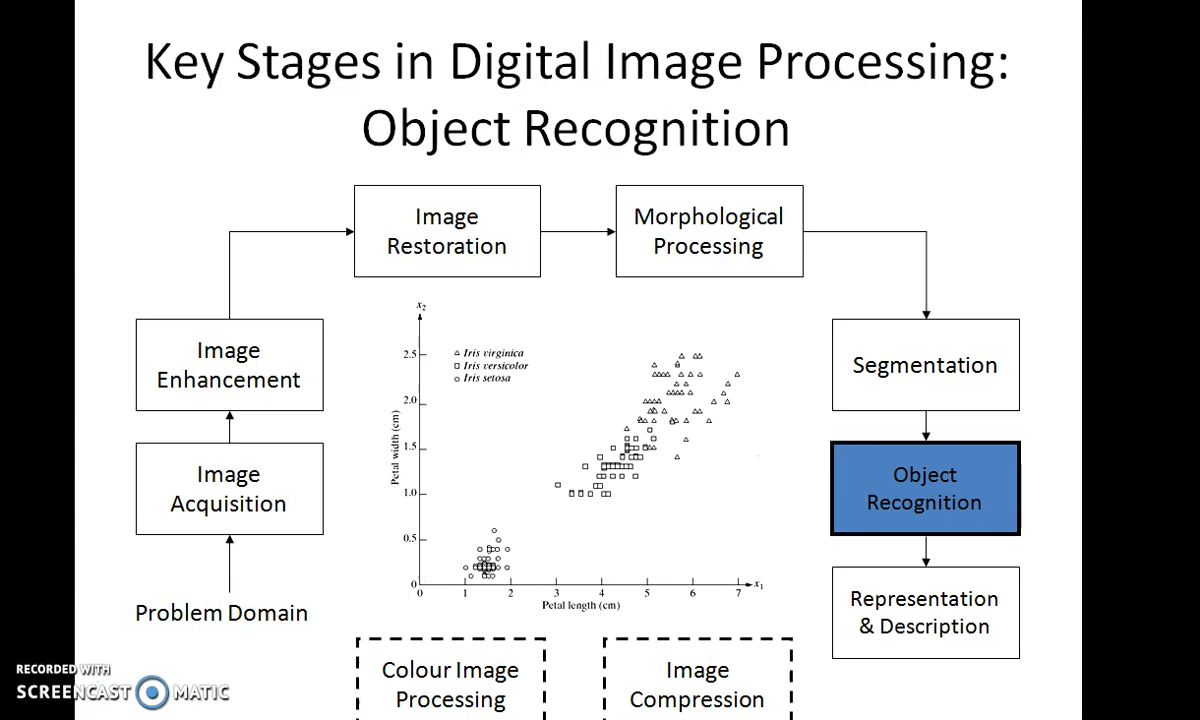 Key Stages in Digital Image Processing:
Object Recognition
Image
Restoration
Morphological
Processing
Image
Enhancement
Segmentation
Image
Acquisition
Object
Recognition
Problem Domain
Representation
& Description
x2
2.5
2.0
1.5
1.0
0.5
0
Petal width (cm)
Iris virginica
Iris versicolor
Iris setosa
0 1 2 3 4 5 6 7
x1
Petal length (cm)
Colour Image
Processing
Image
Compression
RECORDED WITH
SCREENCAST MATIC